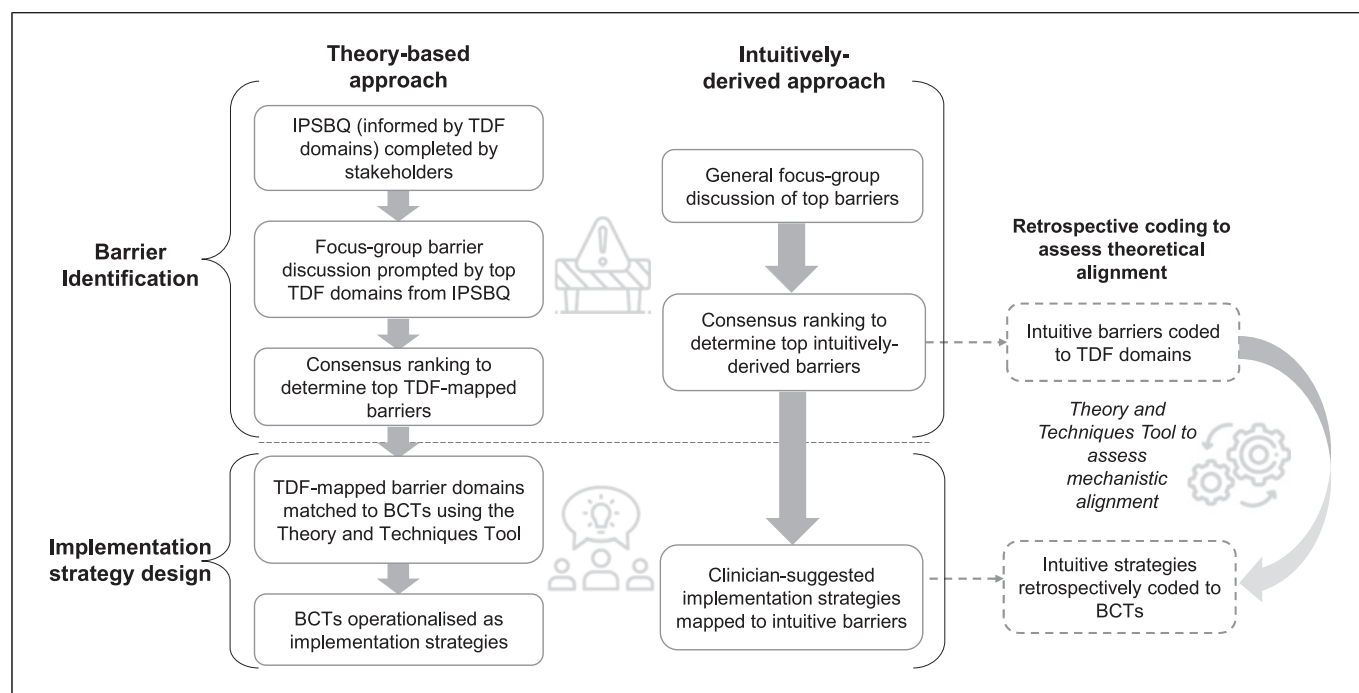 Theory-based
approach
Intuitively-
derived approach
Barrier
Identification
IPSBQ (informed by TDF
domains) completed by
stakeholders
Focus-group barrier
discussion prompted by top
TDF domains from IPSBQ
Consensus ranking to
determine top TDF-mapped
barriers
General focus-group
discussion of top barriers
Consensus ranking to
determine top intuitively-
derived barriers
Retrospective coding to
assess theoretical
alignment
Intuitive barriers coded
to TDF domains
Theory and
Techniques Tool to
assess
mechanistic
alignment
Implementation
strategy design
TDF-mapped barrier domains
matched to BCTs using the
Theory and Techniques Tool
BCTs operationalised as
implementation strategies
Clinician-suggested
implementation strategies
mapped to intuitive barriers
Intuitive strategies
retrospectively coded to
BCTs